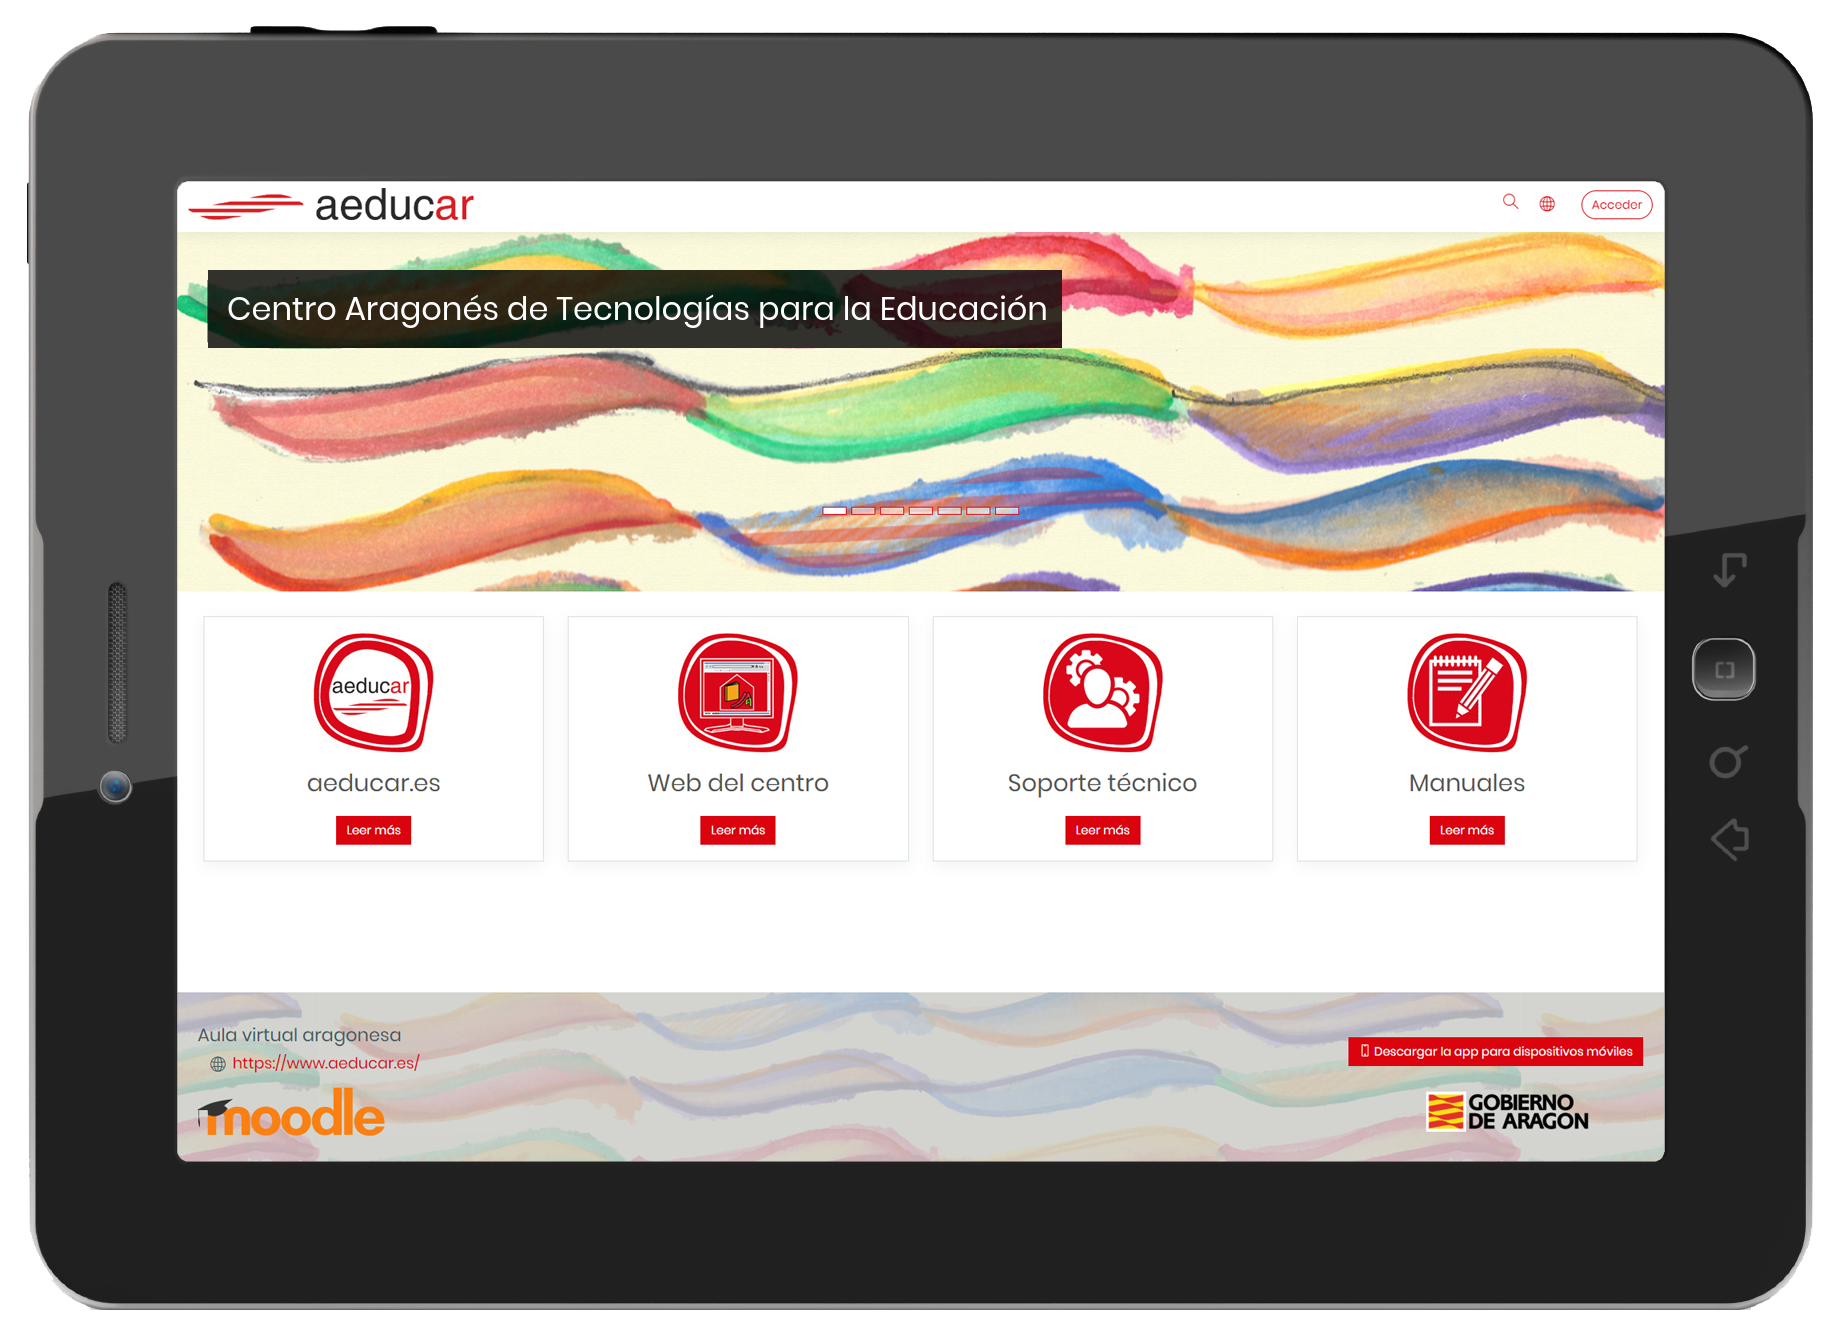 aeducar
Acceder
Centro Aragonés de Tecnologías para la Educación
aeducar
aeducar.es
Leer más
Web del centro
Leer más
Soporte técnico
Leer más
Manuales
Leer más
Aula virtual aragonesa
https://www.aeducar.es/
moodle
Descargar la app para dispositivos móviles
GOBIERNO
DE ARAGON